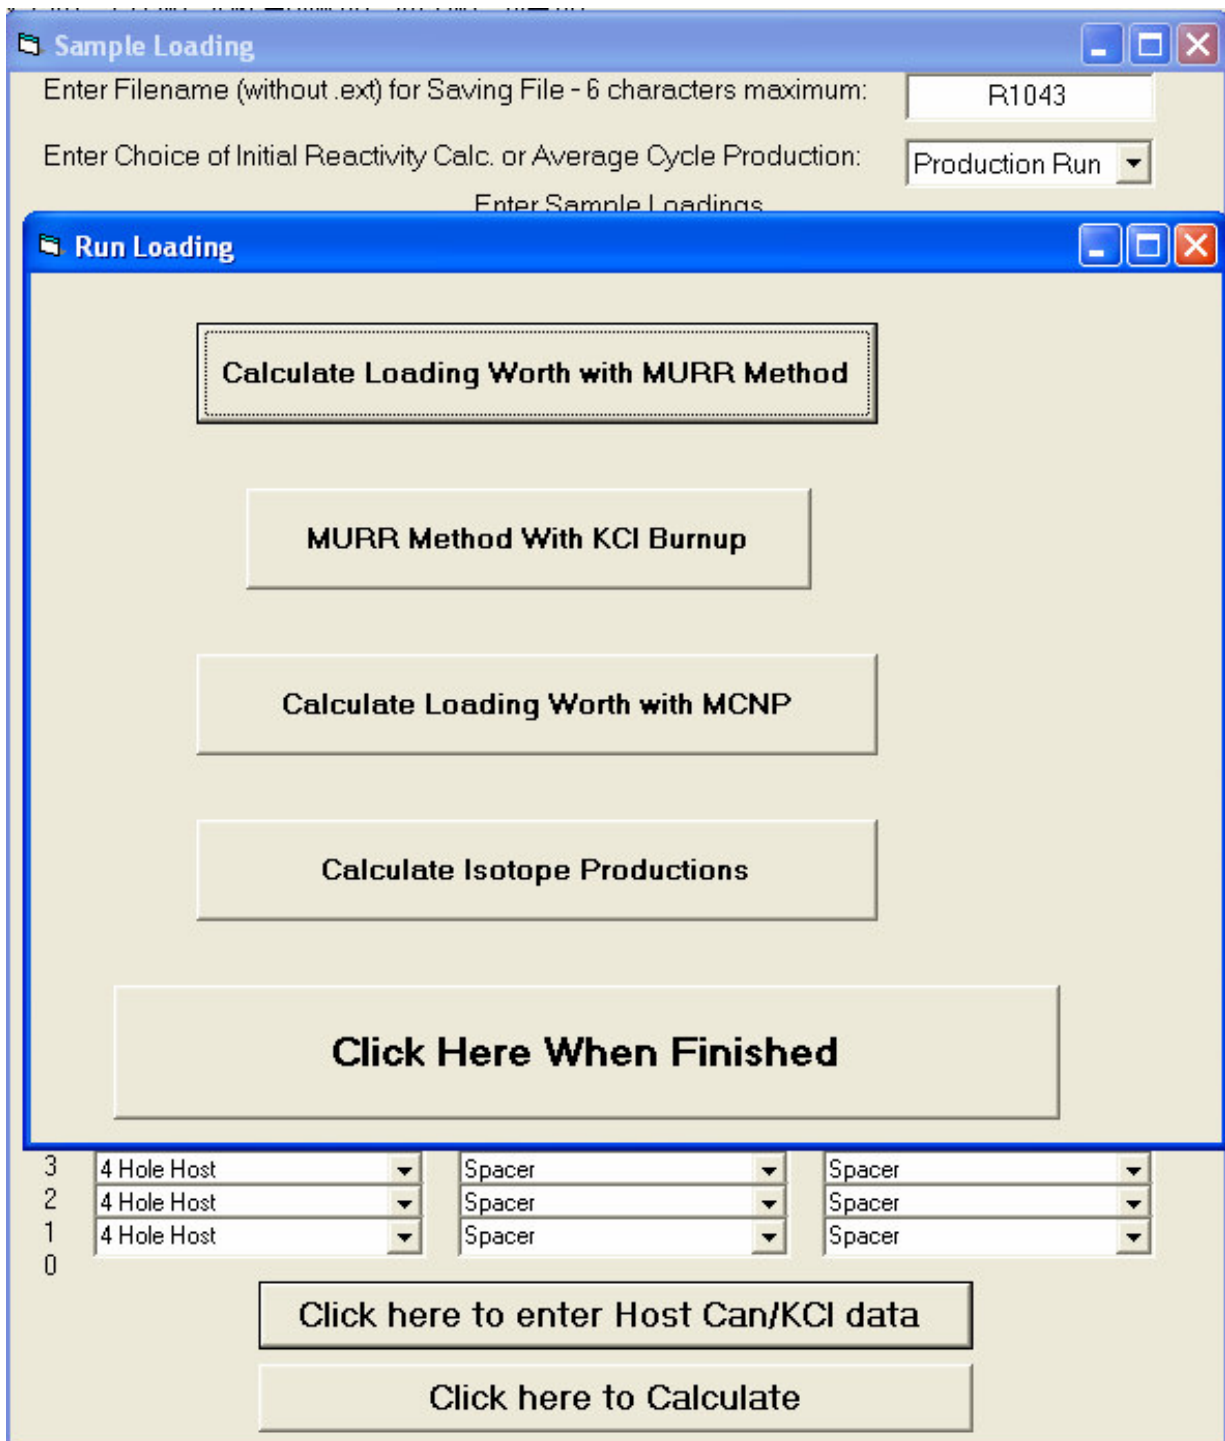 Sample Loading
Enter Filename (without .ext) for Saving File - 6 characters maximum: R1043
Enter Choice of Initial Reactivity Calc. or Average Cycle Production: Production Run
Enter Sample Loadings
Run Loading
Calculate Loading Worth with MURR Method
MURR Method With KCl Burnup
Calculate Loading Worth with MCNP
Calculate Isotope Productions
Click Here When Finished
3 4 Hole Host Spacer Spacer
2 4 Hole Host Spacer Spacer
1 4 Hole Host Spacer Spacer
0
Click here to enter Host Can/KCl data
Click here to Calculate